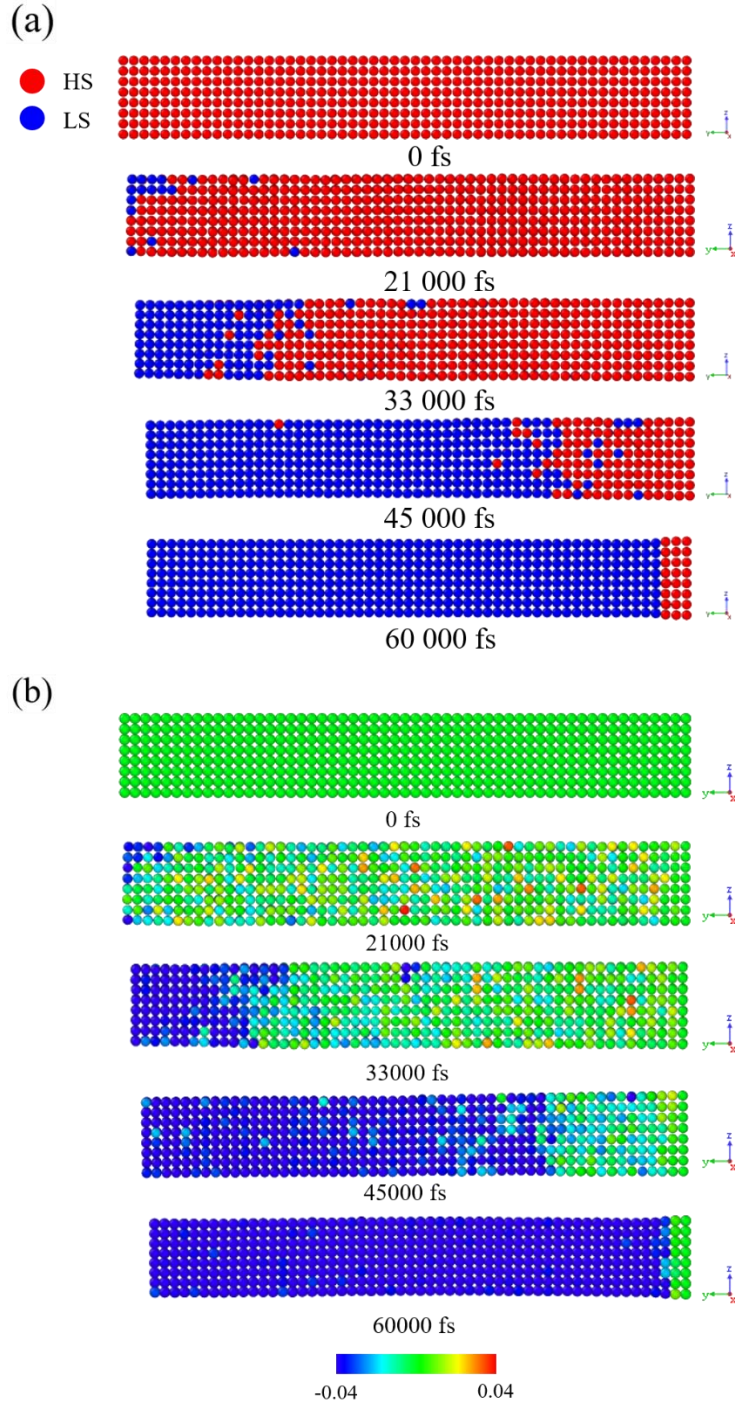 (a)
HS
LS
z
Y
x
0 fs
z
y
x
21 000 fs
z
Y
x
33 000 fs
z
Y
x
45 000 fs
z
Y
x
60 000 fs
(b)
z
y
x
0 fs
z
y
x
21000 fs
z
y
x
33000 fs
z
y
x
45000 fs
z
y
x
60000 fs
-0.04 0.04